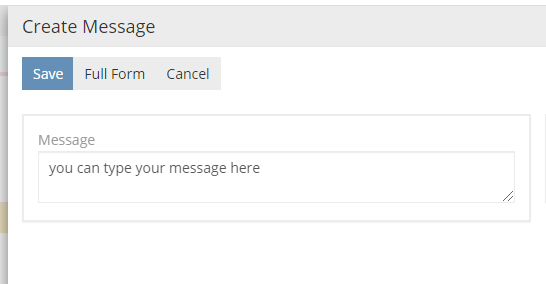 Create Message
Save Full Form Cancel
Message
you can type your message here